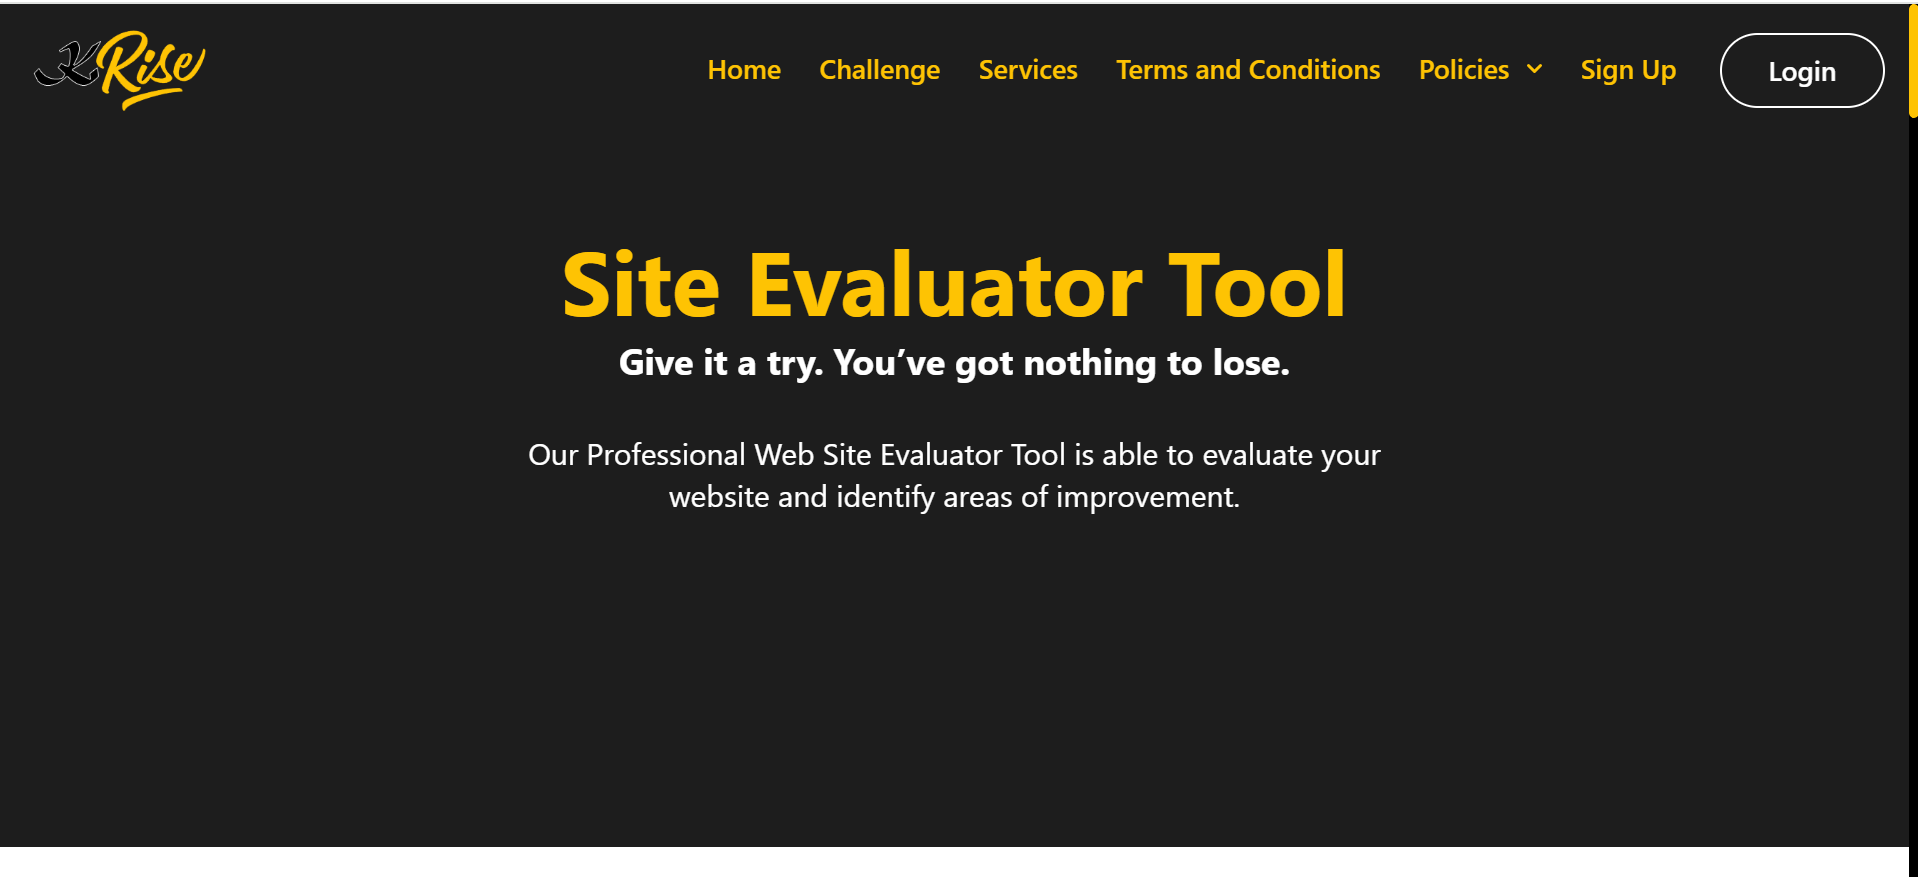 KRise
Home Challenge Services Terms and Conditions Policies Sign Up Login
Site Evaluator Tool
Give it a try. You’ve got nothing to lose.
Our Professional Web Site Evaluator Tool is able to evaluate your
website and identify areas of improvement.